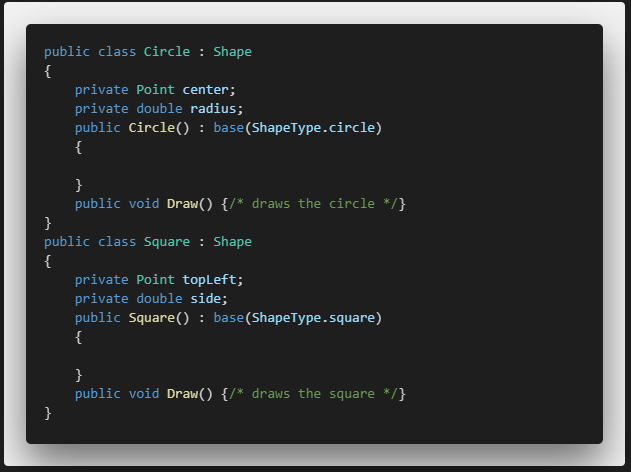 public class Circle : Shape
{
    private Point center;
    private double radius;
    public Circle() : base(ShapeType.circle)
    {

    }
    public void Draw() {/* draws the circle */}
}
public class Square : Shape
{
    private Point topLeft;
    private double side;
    public Square() : base(ShapeType.square)
    {

    }
    public void Draw() {/* draws the square */}
}